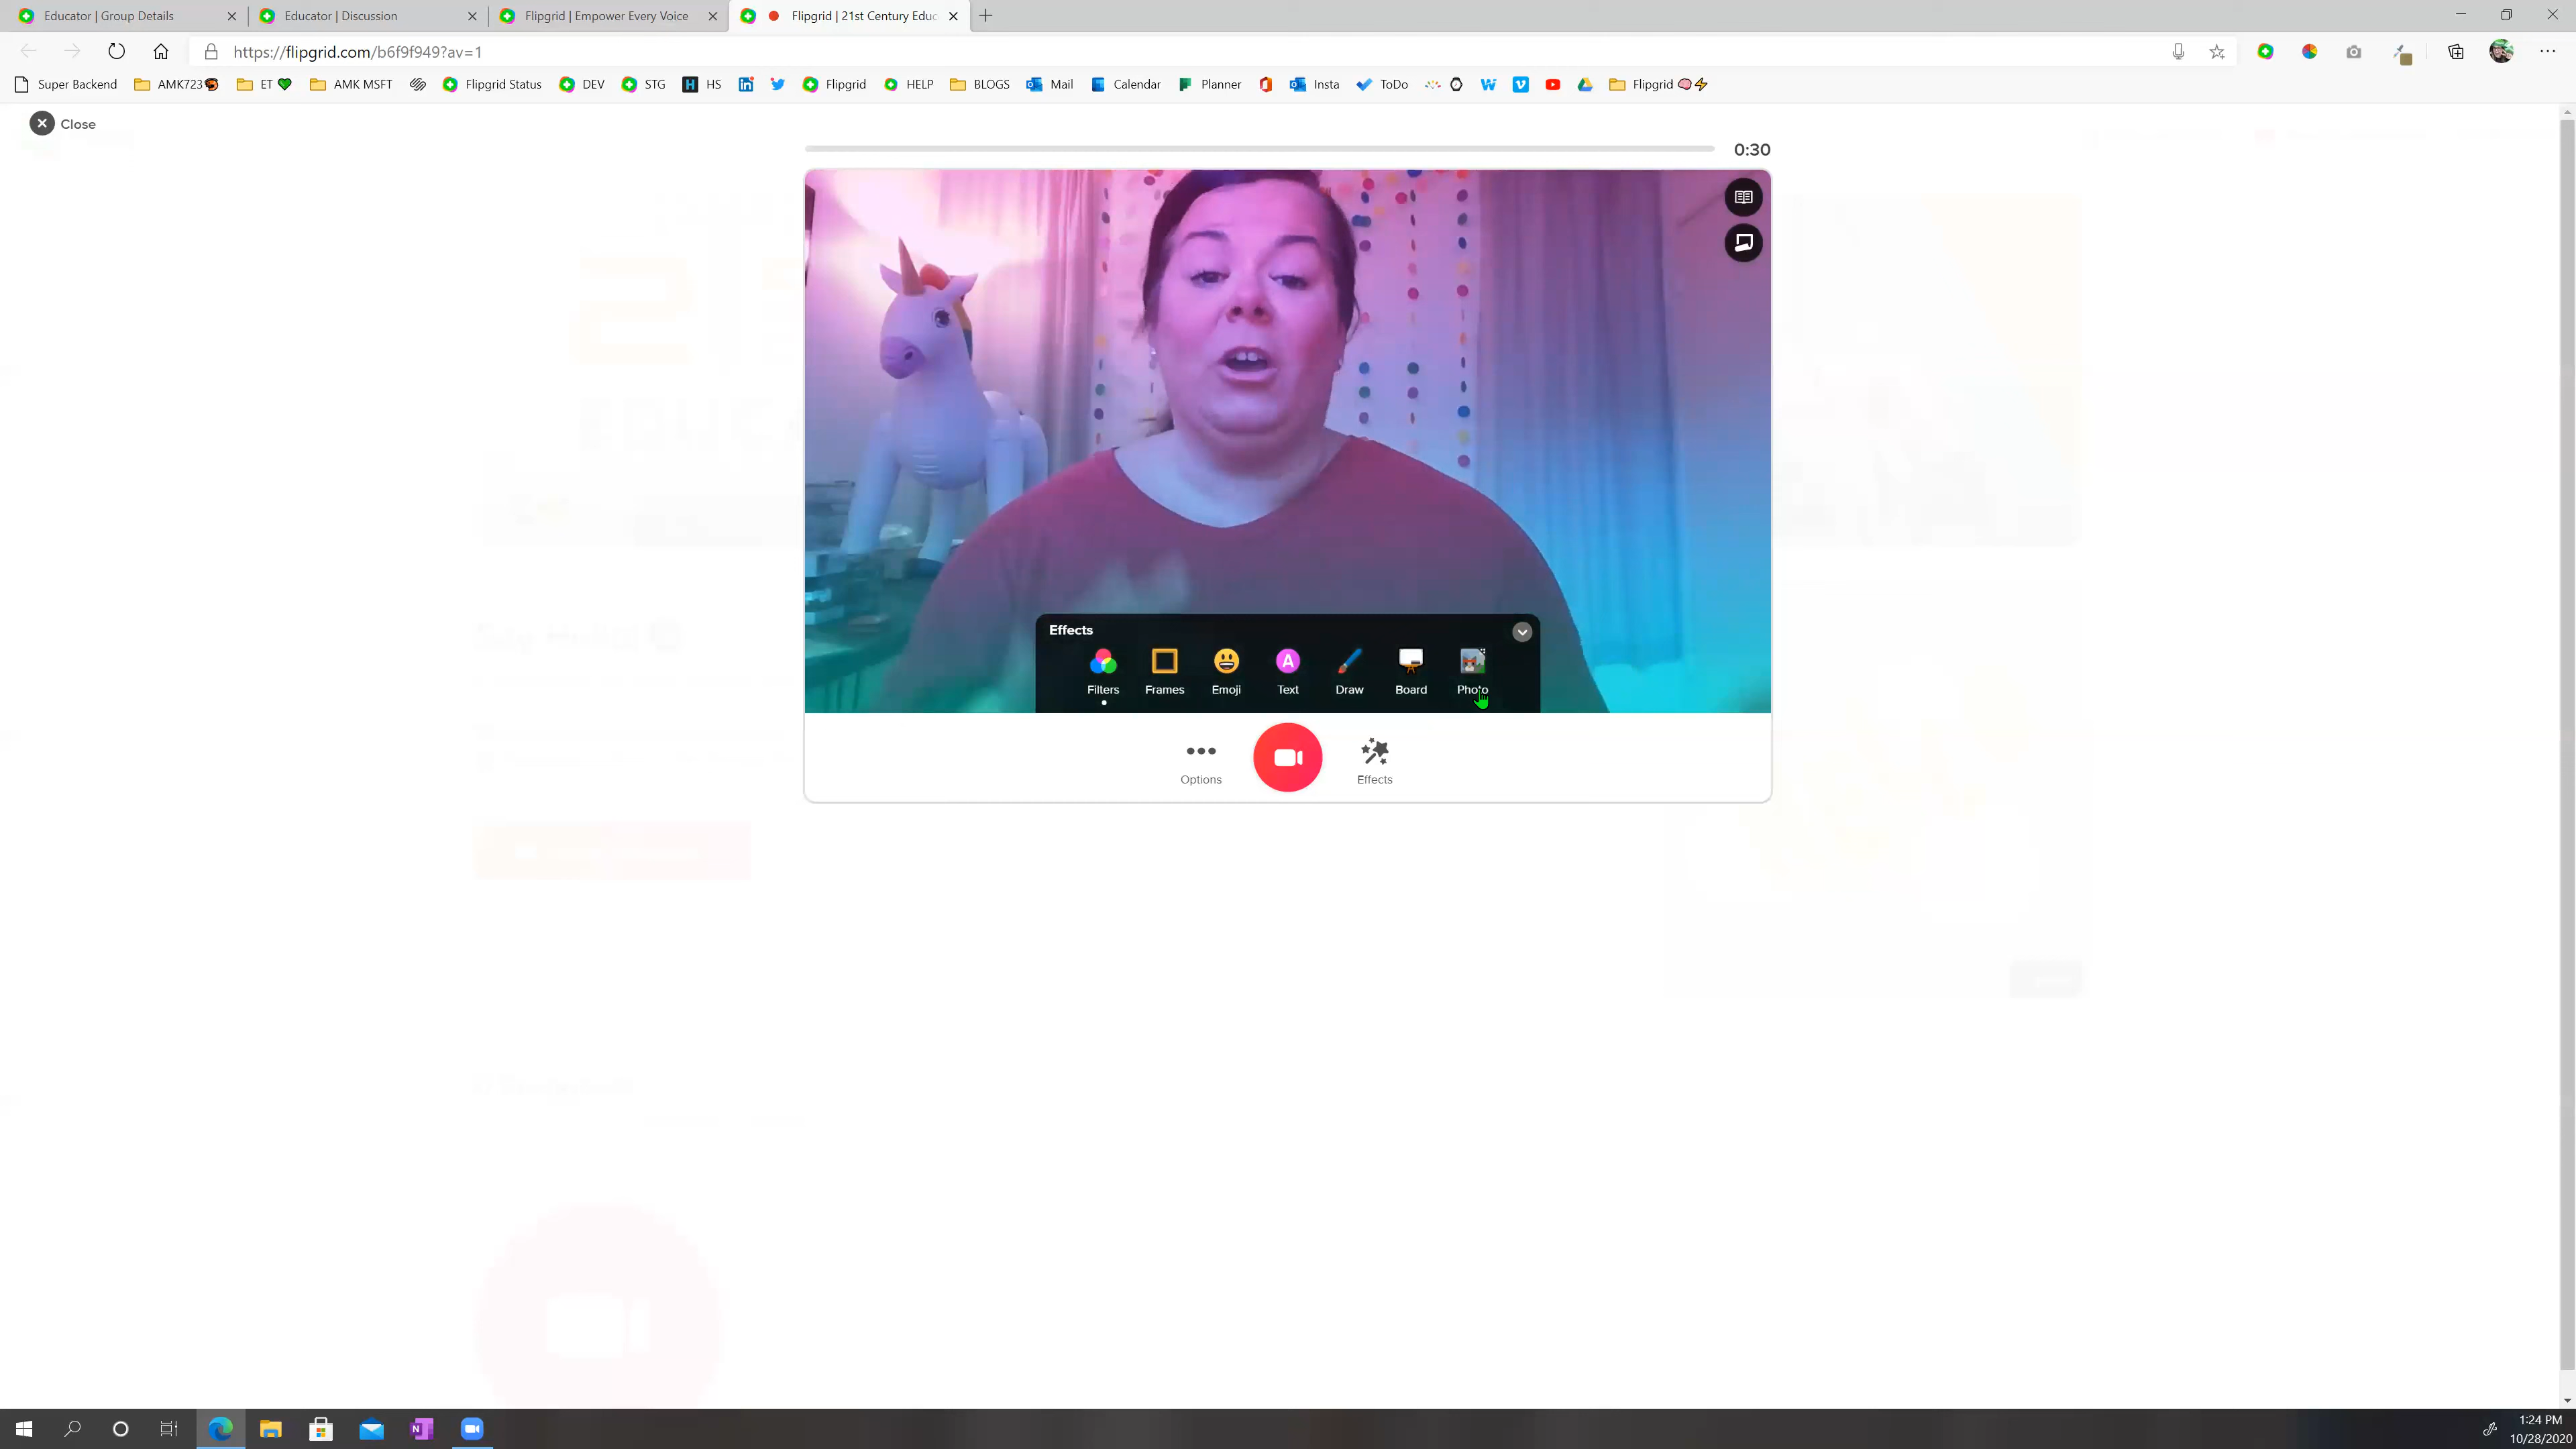 Educator | Group Details
Educator | Discussion
Flipgrid | Empower Every Voice
Flipgrid | 21st Century Educ
https://flipgrid.com/b6f9f949?av=1
Super Backend AMK723 ET AMK MSFT Flipgrid Status DEV STG H HS in Flipgrid HELP BLOGS Mail Calendar Planner Insta ToDo Flipgrid
Close
0:30
Effects
A
Filters Frames Emoji Text Draw Board Photo
Options
Effects
1:24 PM
10/28/2020